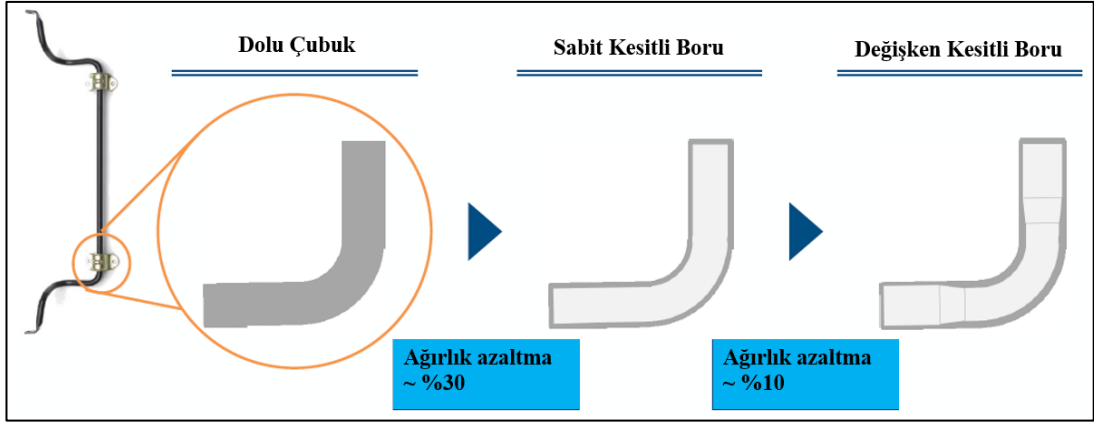 Dolu Çubuk
Sabit Kesitli Boru
Değişken Kesitli Boru
Ağırlık azaltma
~ %30
Ağırlık azaltma
~ %10